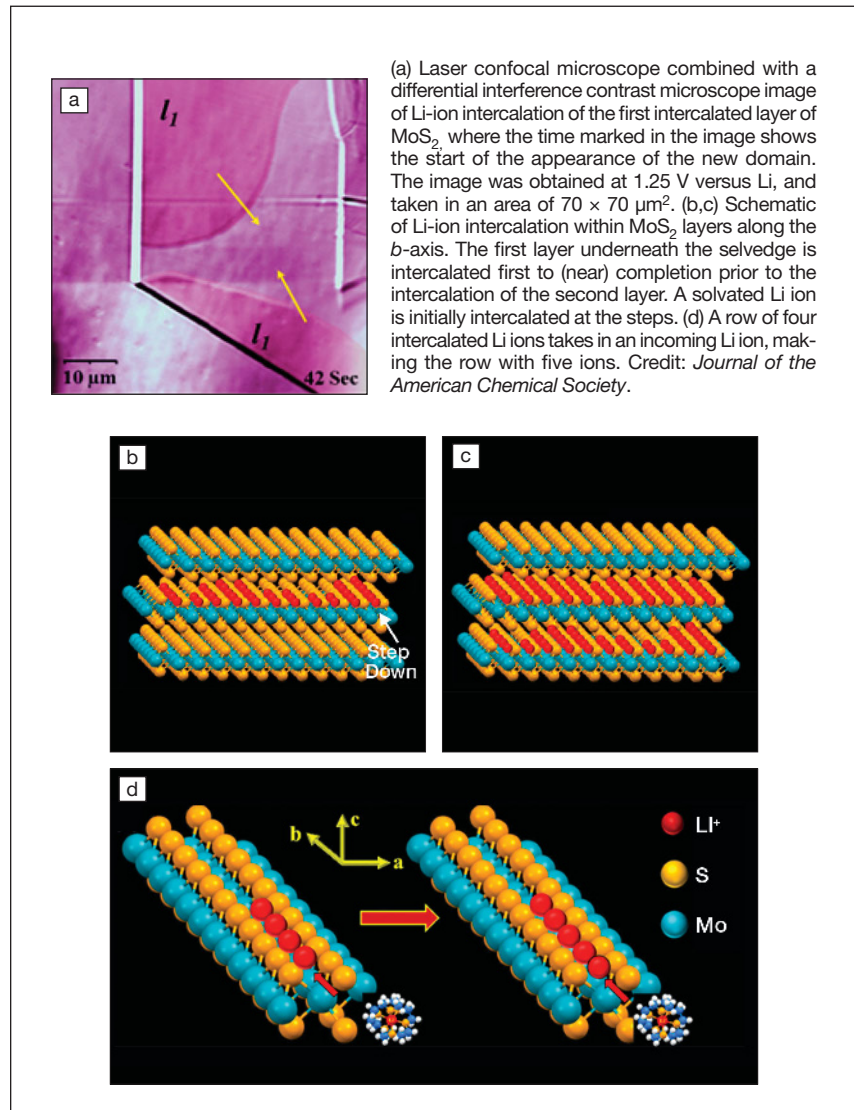 a
l1
l1
10 μm
42 Sec
(a) Laser confocal microscope combined with a
differential interference contrast microscope image
of Li-ion intercalation of the first intercalated layer of
MoS2, where the time marked in the image shows
the start of the appearance of the new domain.
The image was obtained at 1.25 V versus Li, and
taken in an area of 70 × 70 μm². (b,c) Schematic
of Li-ion intercalation within MoS2 layers along the
b-axis. The first layer underneath the selvedge is
intercalated first to (near) completion prior to the
intercalation of the second layer. A solvated Li ion
is initially intercalated at the steps. (d) A row of four
intercalated Li ions takes in an incoming Li ion, mak-
ing the row with five ions. Credit: Journal of the
American Chemical Society.
b
Step
Down
c
d
c
b
a
LI+
S
Mo